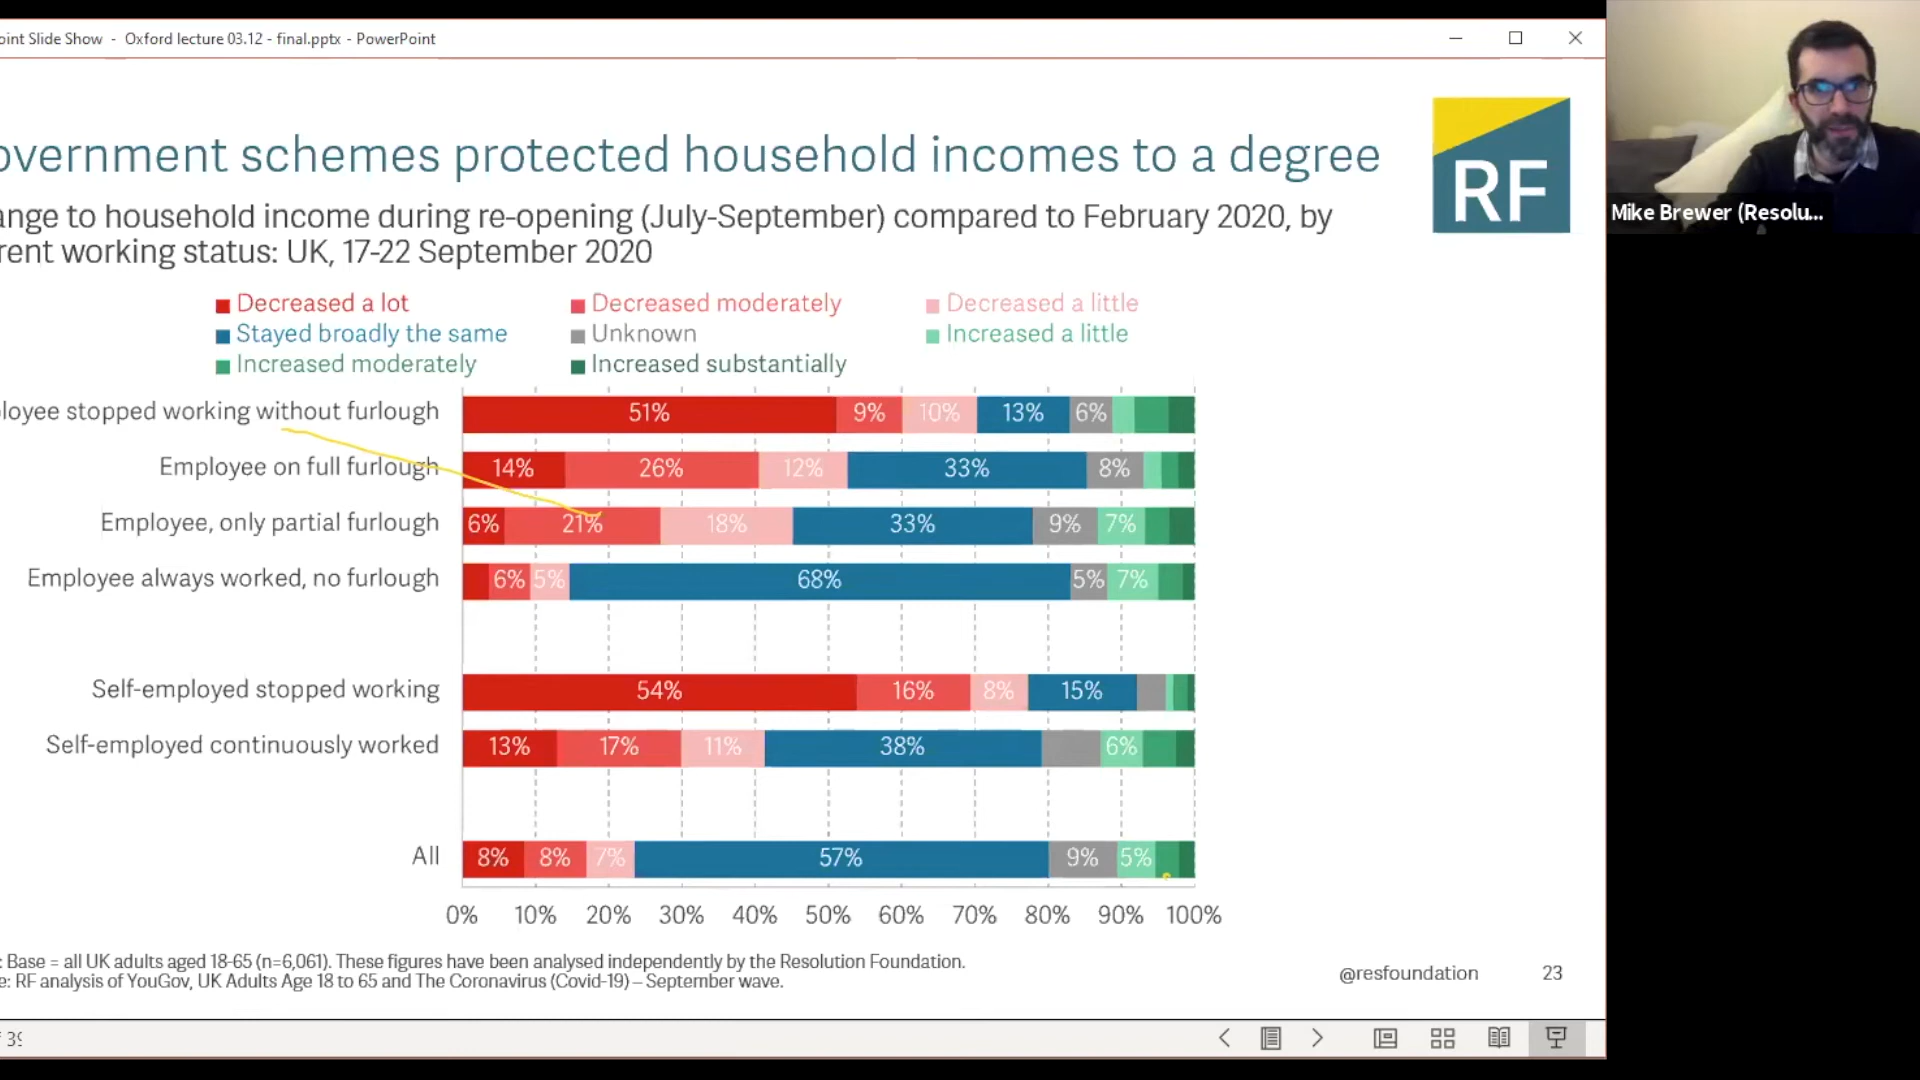 oint Slide Show - Oxford lecture 03.12 - final.pptx - PowerPoint
overnment schemes protected household incomes to a degree
RF
Mike Brewer (Resolu...
ange to household income during re-opening (July-September) compared to February 2020, by
rent working status: UK, 17-22 September 2020
Decreased a lot
Decreased moderately
Decreased a little
Stayed broadly the same
Unknown
Increased a little
Increased moderately
Increased substantially
loyee stopped working without furlough
51% 9% 10% 13% 6%
Employee on full furlough
14% 26% 12% 33% 8%
Employee, only partial furlough
6% 21% 18% 33% 9% 7%
Employee always worked, no furlough
6% 5% 68% 5% 7%
Self-employed stopped working
54% 16% 8% 15%
Self-employed continuously worked
13% 17% 11% 38% 6%
All
8% 8% 7% 57% 9% 5%
0% 10% 20% 30% 40% 50% 60% 70% 80% 90% 100%
: Base = all UK adults aged 18-65 (n=6,061). These figures have been analysed independently by the Resolution Foundation.
e: RF analysis of YouGov, UK Adults Age 18 to 65 and The Coronavirus (Covid-19) – September wave.
@resfoundation
23